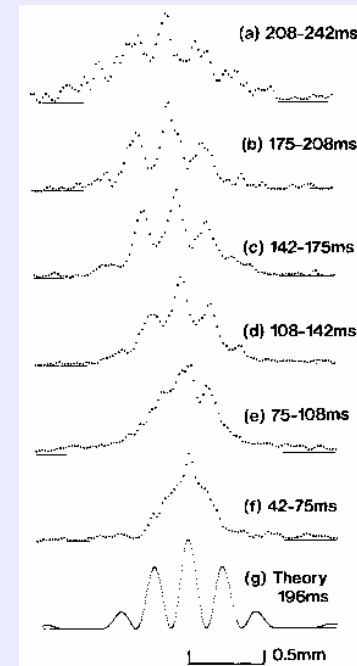 (a) 208-242ms
(b) 175-208ms
(c) 142-175ms
(d) 108-142ms
(e) 75-108ms
(f) 42-75ms
(g) Theory
196ms
0.5mm